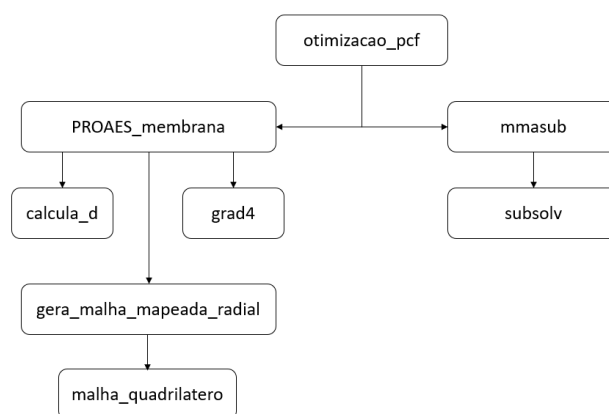 otimizacao_pcf
PROAES_membrana
mmasub
calcula_d
grad4
subsolv
gera_malha_mapeada_radial
malha_quadrilatero